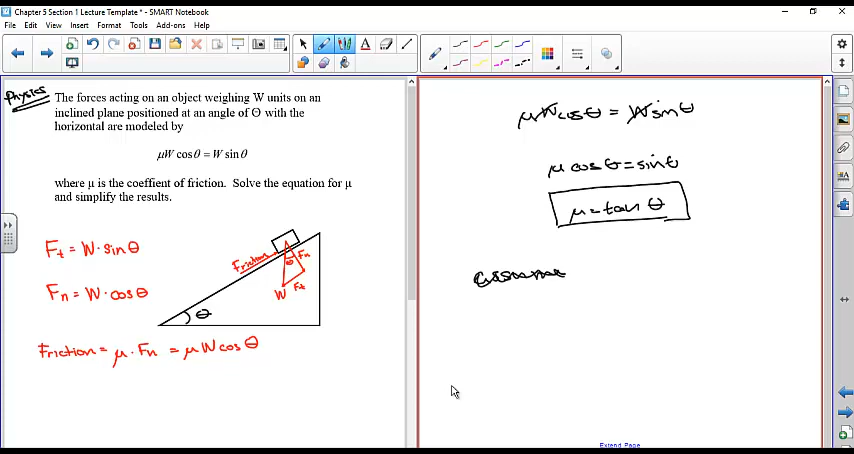 Chapter 5 Section 1 Lecture Template * - SMART Notebook
File Edit View Insert Format Tools Add-ons Help
Physics
The forces acting on an object weighing W units on an
inclined plane positioned at an angle of Θ with the
horizontal are modeled by
μW cos θ = W sin θ
where μ is the coeffient of friction. Solve the equation for μ
and simplify the results.
Ft = W · sin θ
Fn = W · cos θ
Friction = μ · Fn = μ W cos θ
Friction
θ
Fn
W
Ft
θ
μWcos θ = W sin θ
μ cos θ = sin θ
μ = tan θ
Extend Page